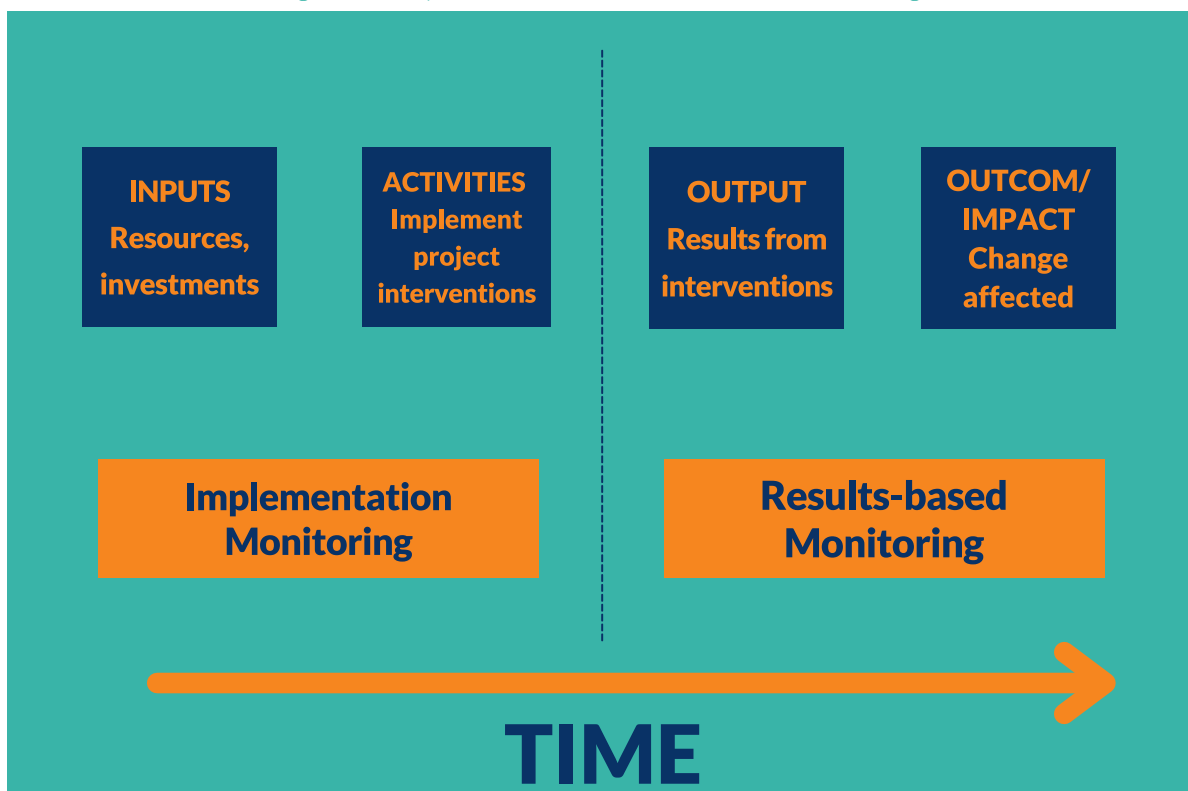 INPUTS
Resources,
investments
ACTIVITIES
Implement
project
interventions
OUTPUT
Results from
interventions
OUTCOM/
IMPACT
Change
affected
Implementation
Monitoring
Results-based
Monitoring
TIME